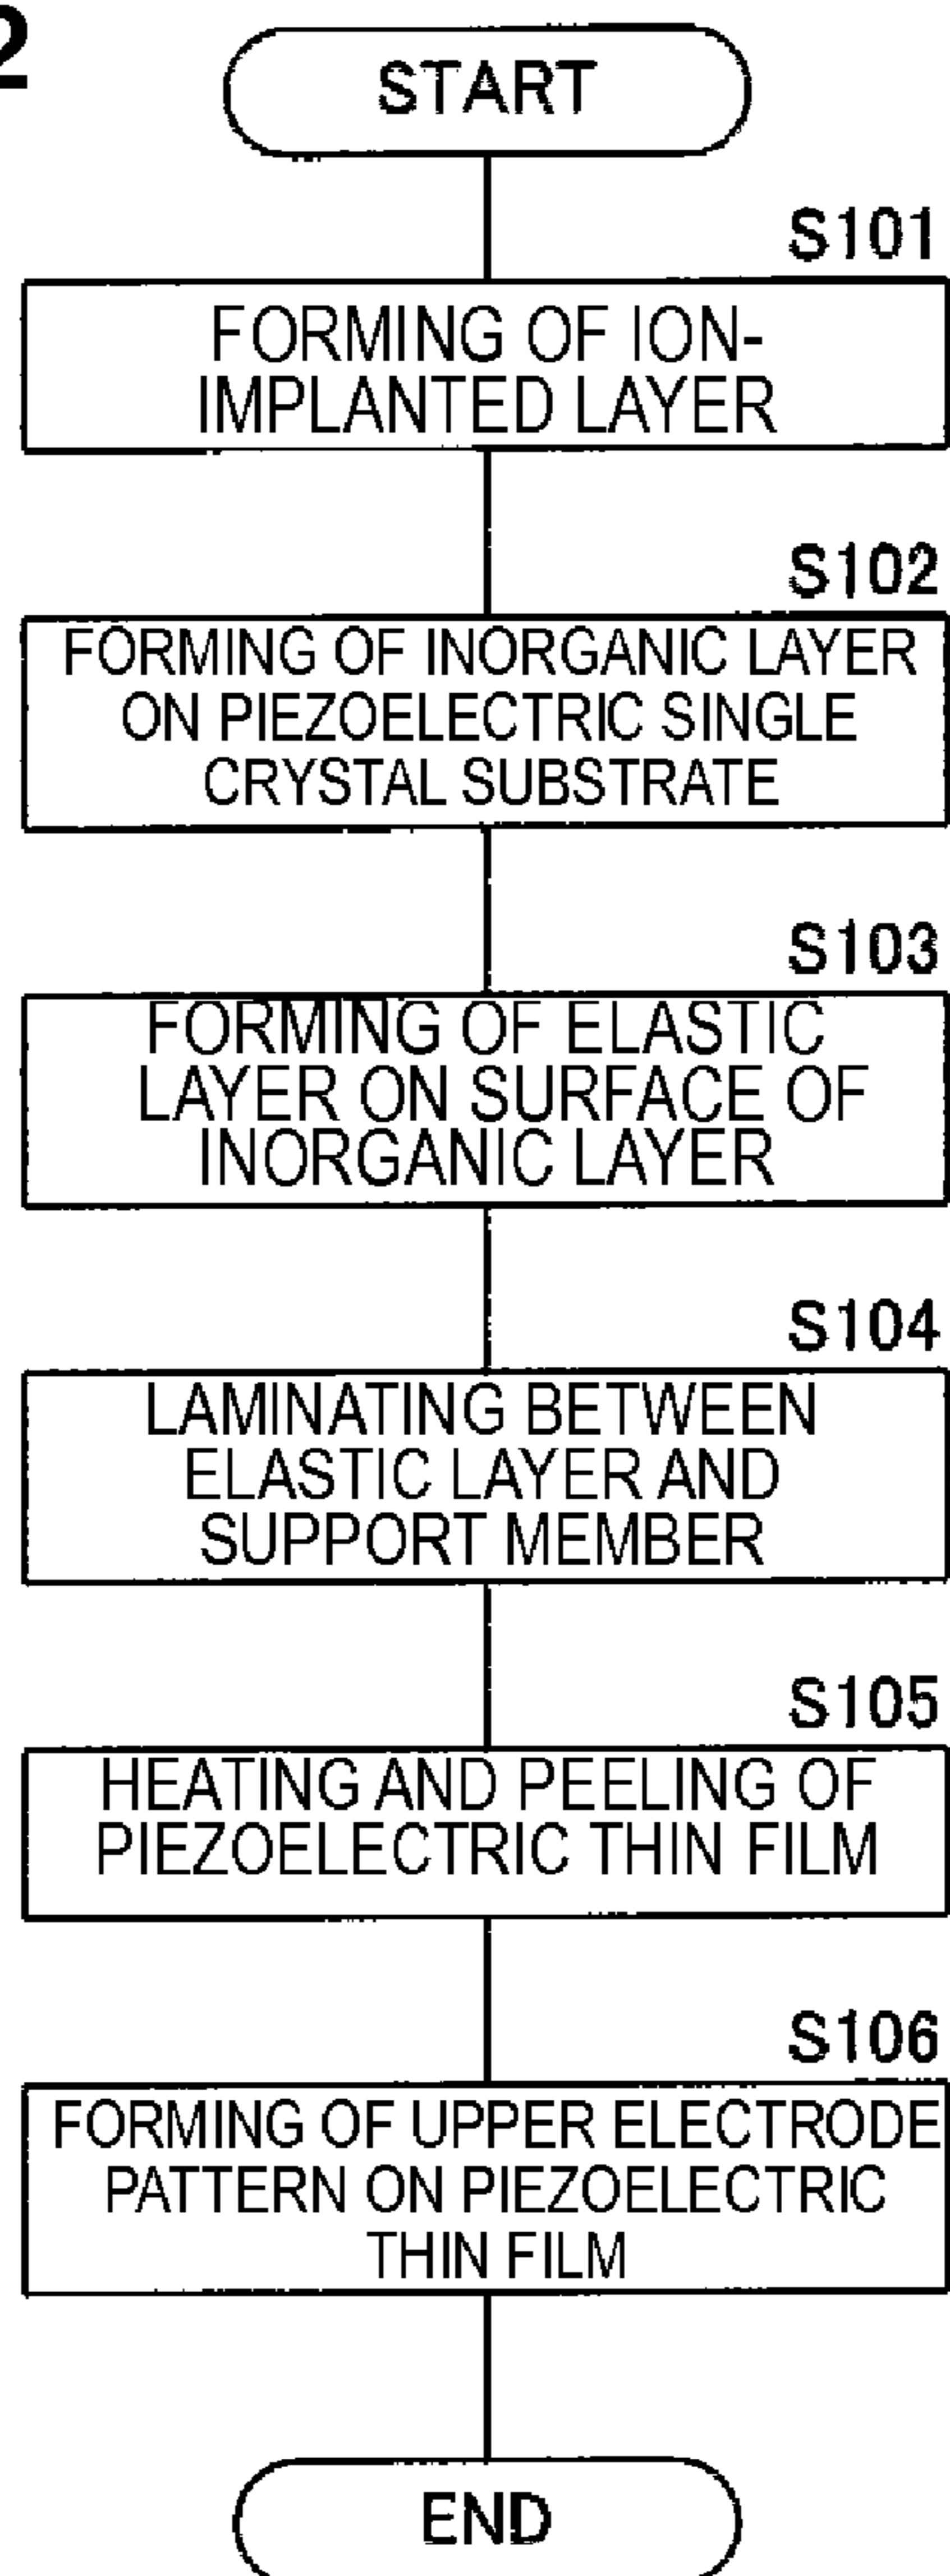 2
START
S101
FORMING OF ION-
IMPLANTED LAYER
S102
FORMING OF INORGANIC LAYER
ON PIEZOELECTRIC SINGLE
CRYSTAL SUBSTRATE
S103
FORMING OF ELASTIC
LAYER ON SURFACE OF
INORGANIC LAYER
S104
LAMINATING BETWEEN
ELASTIC LAYER AND
SUPPORT MEMBER
S105
HEATING AND PEELING OF
PIEZOELECTRIC THIN FILM
S106
FORMING OF UPPER ELECTRODE
PATTERN ON PIEZOELECTRIC
THIN FILM
END